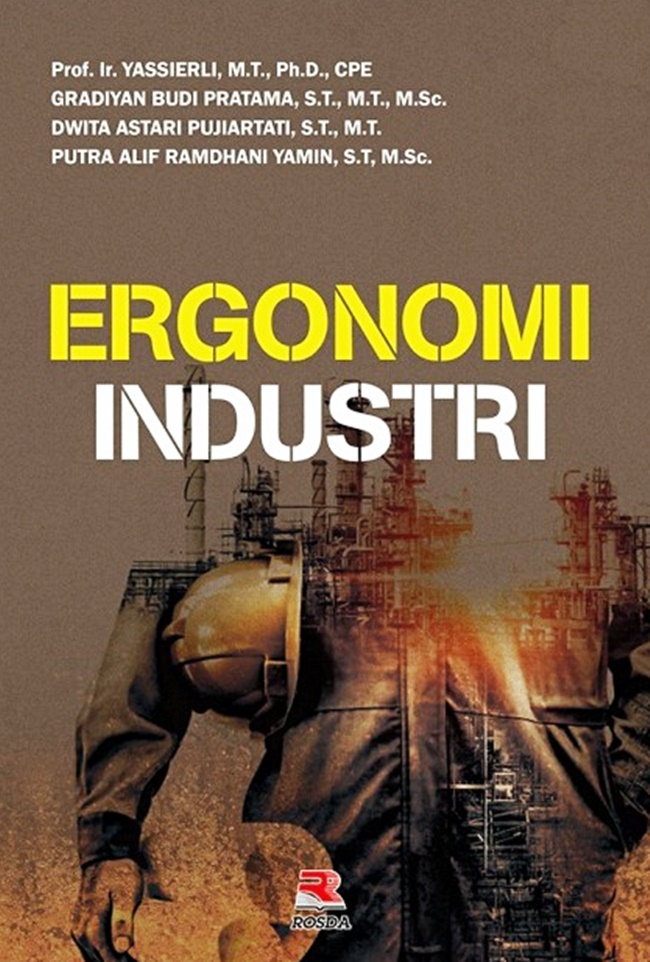 Prof. Ir. YASSIERLI, M.T., Ph.D., CPE
GRADIYAN BUDI PRATAMA, S.T., M.T., M.Sc.
DWITA ASTARI PUJIARTATI, S.T., M.T.
PUTRA ALIF RAMDHANI YAMIN, S.T, M.Sc.
ERGONOMI
INDUSTRI
ROSDA